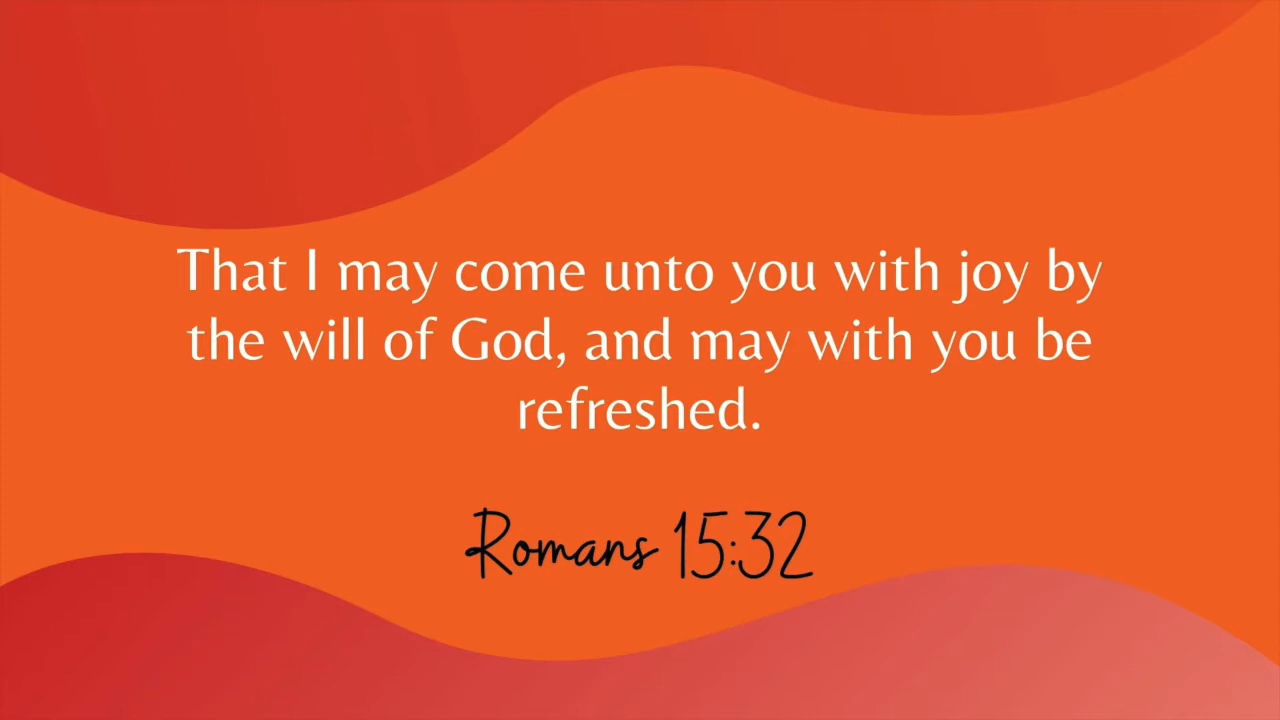 That I may come unto you with joy by
the will of God, and may with you be
refreshed.
Romans 15:32